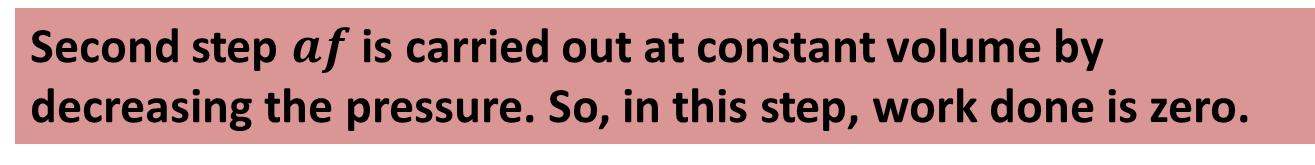 Second step af is carried out at constant volume by
decreasing the pressure. So, in this step, work done is zero.